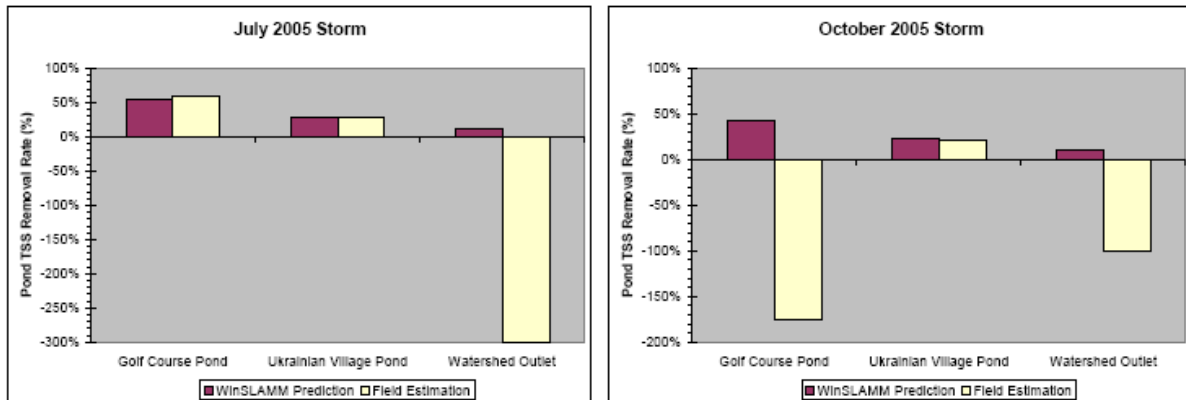 July 2005 Storm
Pond TSS Removal Rate (%)
100%
50%
0%
-50%
-100%
-150%
-200%
-250%
-300%
Golf Course Pond Ukrainian Village Pond Watershed Outlet
WinSLAMM Prediction Field Estimation
October 2005 Storm
Pond TSS Removal Rate (%)
100%
50%
0%
-50%
-100%
-150%
-200%
Golf Course Pond Ukrainian Village Pond Watershed Outlet
WinSLAMM Prediction Field Estimation